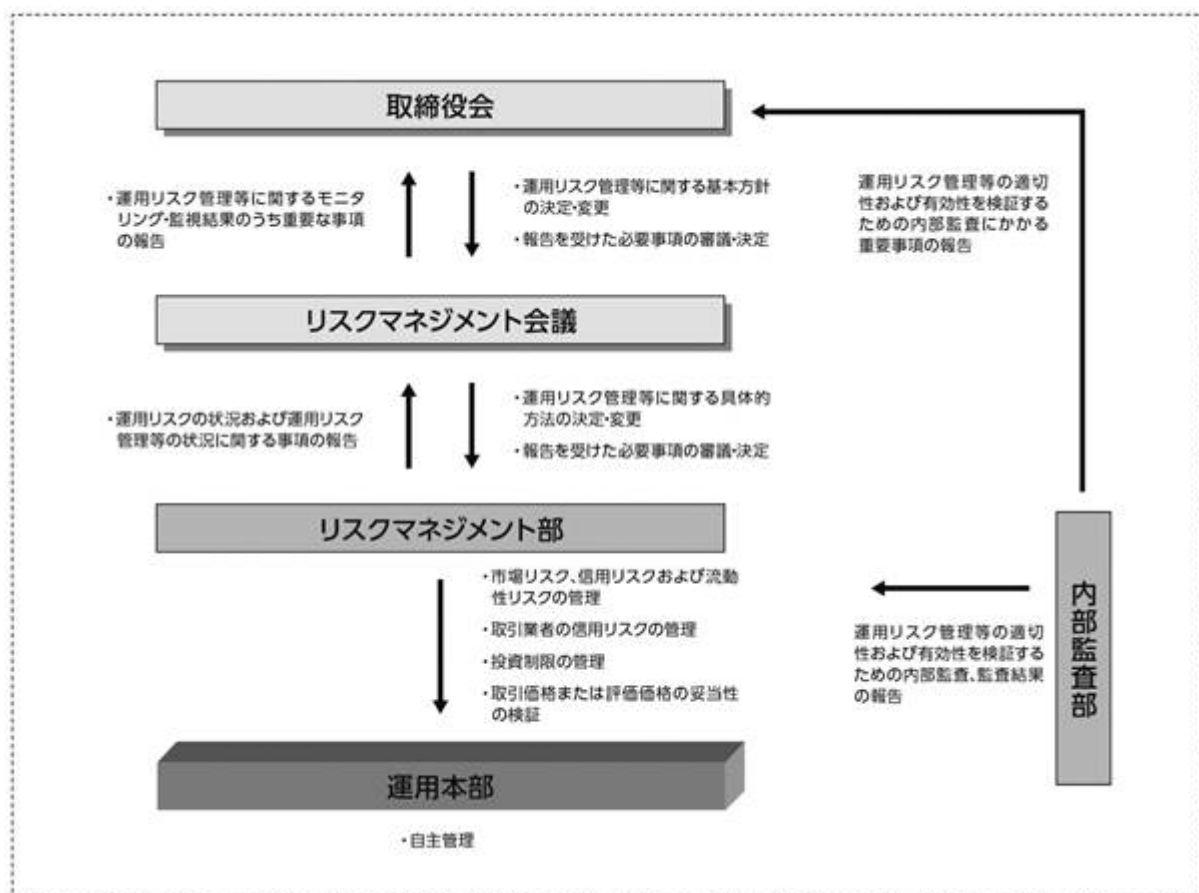 取締役会
・運用リスク管理等に関するモニタ
リング・監視結果のうち重要な事項
の報告
・運用リスク管理等に関する基本方針
の決定・変更
・報告を受けた必要事項の審議・決定
運用リスク管理等の適切
性および有効性を検証する
ための内部監査にかかる
重要事項の報告
リスクマネジメント会議
・運用リスクの状況および運用リスク
管理等の状況に関する事項の報告
・運用リスク管理等に関する具体的
方法の決定・変更
・報告を受けた必要事項の審議・決定
リスクマネジメント部
・市場リスク、信用リスクおよび流動
性リスクの管理
・取引業者の信用リスクの管理
・投資制限の管理
・取引価格または評価価格の妥当性
の検証
運用リスク管理等の適切
性および有効性を検証する
ための内部監査、監査結果
の報告
内部監査部
運用本部
・自主管理